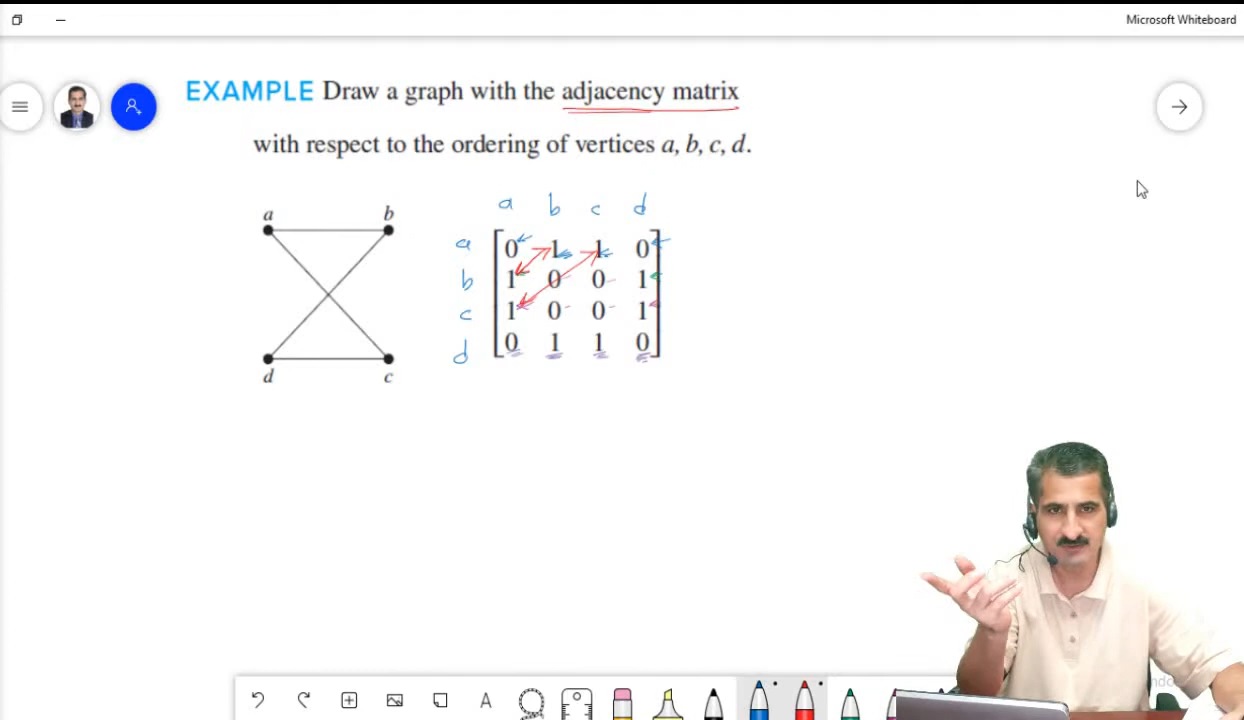 Microsoft Whiteboard
EXAMPLE Draw a graph with the adjacency matrix
with respect to the ordering of vertices a, b, c, d.
a b c d
a b
a 0 1 1 0
b 1 0 0 1
c 1 0 0 1
d 0 1 1 0
d c
A